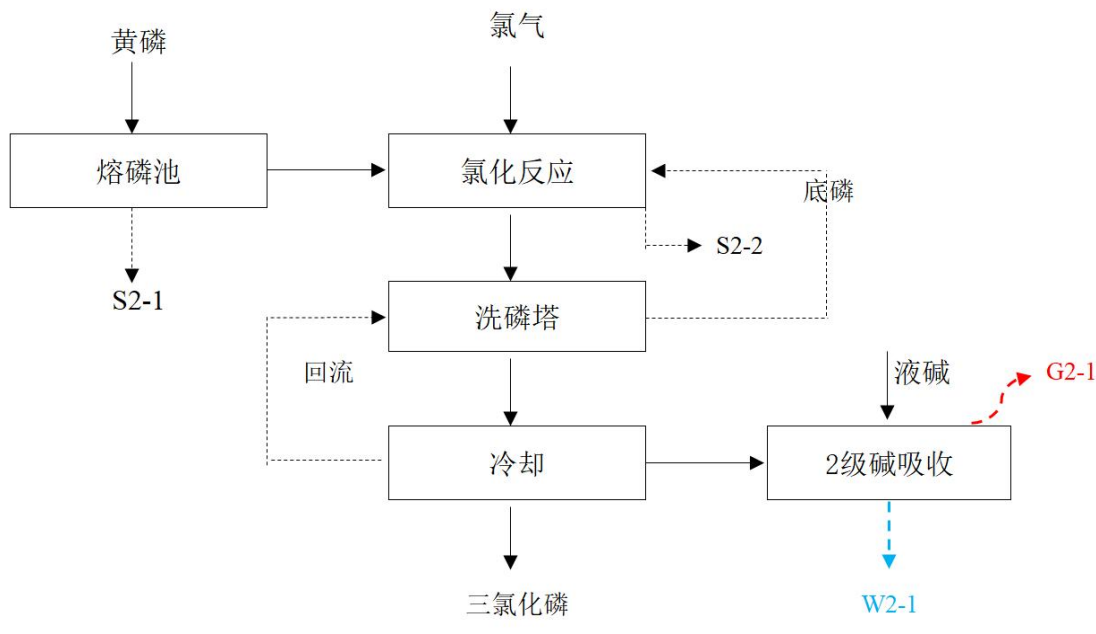 黄磷
氯气
熔磷池
氯化反应
底磷
S2-2
S2-1
洗磷塔
回流
液碱
G2-1
冷却
2级碱吸收
三氯化磷
W2-1